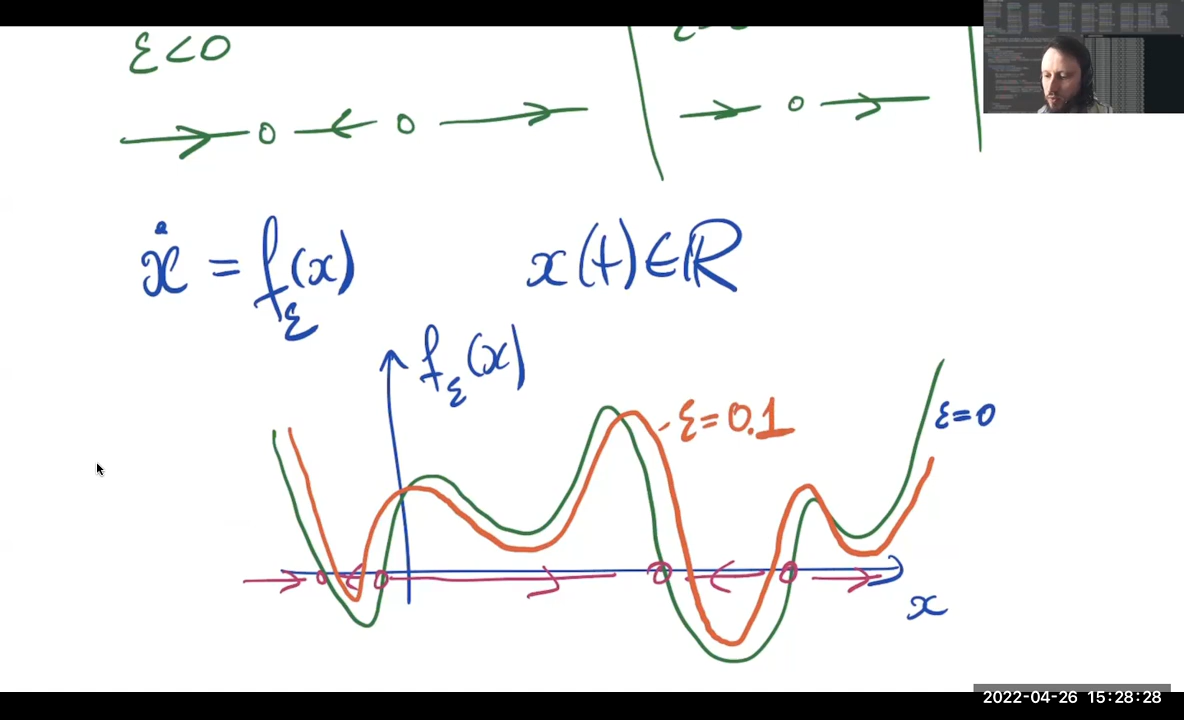 ε<0
ẋ = f_ε(x)
x(t)∈ℝ
f_ε(x)
ε=0.1
ε=0
x
2022-04-26 15:28:28